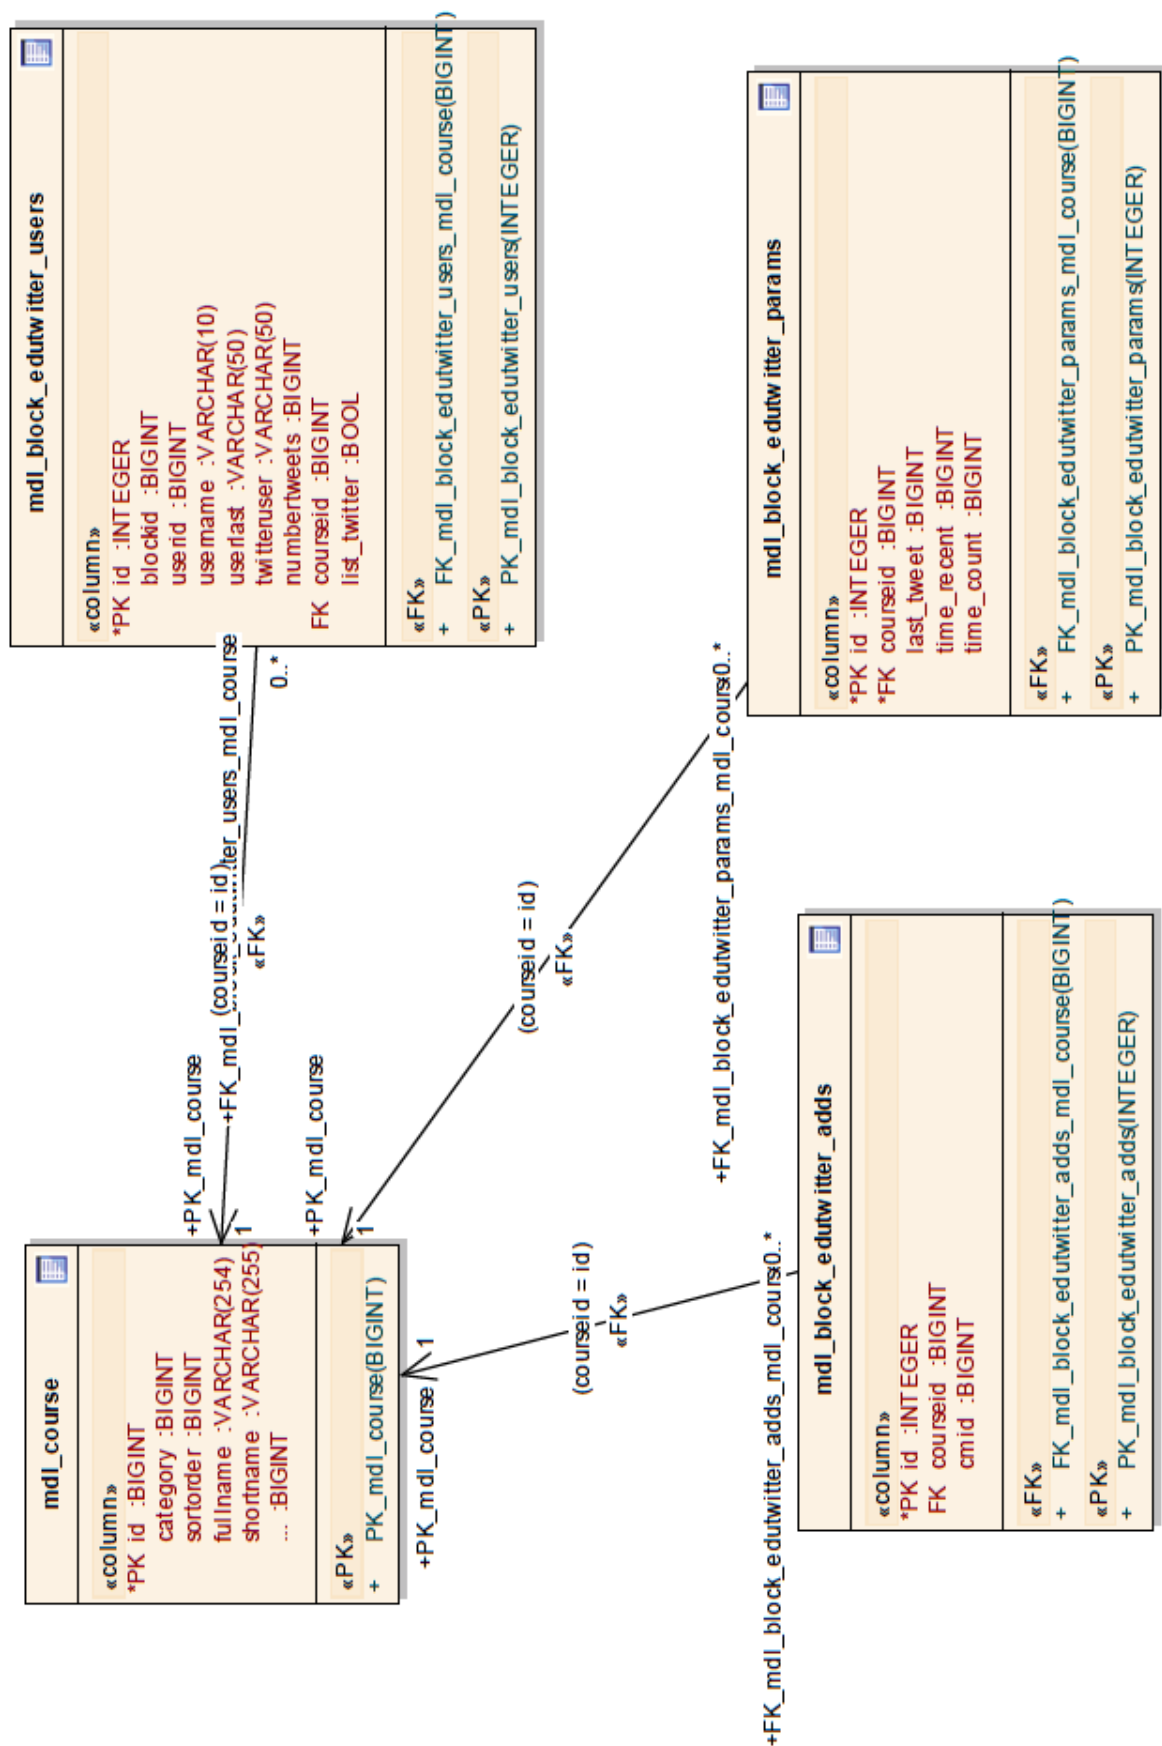 mdl_course
«column»
*PK id :BIGINT
category :BIGINT
sortorder :BIGINT
fullname :VARCHAR(254)
shortname :VARCHAR(255)
... :BIGINT
«PK»
+ PK_mdl_course(BIGINT)
mdl_block_edutwitter_users
«column»
*PK id :INTEGER
blockid :BIGINT
userid :BIGINT
username :VARCHAR(10)
userlast :VARCHAR(50)
twitteruser :VARCHAR(50)
numbertweets :BIGINT
FK courseid :BIGINT
list_twitter :BOOL
«FK»
+ FK_mdl_block_edutwitter_users_mdl_course(BIGINT)
«PK»
+ PK_mdl_block_edutwitter_users(INTEGER)
+PK_mdl_course
1
(courseid = id)
+FK_mdl_block_edutwitter_users_mdl_course
«FK»
0..*
+PK_mdl_course
1
(courseid = id)
«FK»
+FK_mdl_block_edutwitter_params_mdl_course
0..*
+PK_mdl_course
1
(courseid = id)
«FK»
+FK_mdl_block_edutwitter_adds_mdl_course
0..*
mdl_block_edutwitter_adds
«column»
*PK id :INTEGER
FK courseid :BIGINT
cmid :BIGINT
«FK»
+ FK_mdl_block_edutwitter_adds_mdl_course(BIGINT)
«PK»
+ PK_mdl_block_edutwitter_adds(INTEGER)
mdl_block_edutwitter_params
«column»
*PK id :INTEGER
*FK courseid :BIGINT
last_tweet :BIGINT
time_recent :BIGINT
time_count :BIGINT
«FK»
+ FK_mdl_block_edutwitter_params_mdl_course(BIGINT)
«PK»
+ PK_mdl_block_edutwitter_params(INTEGER)